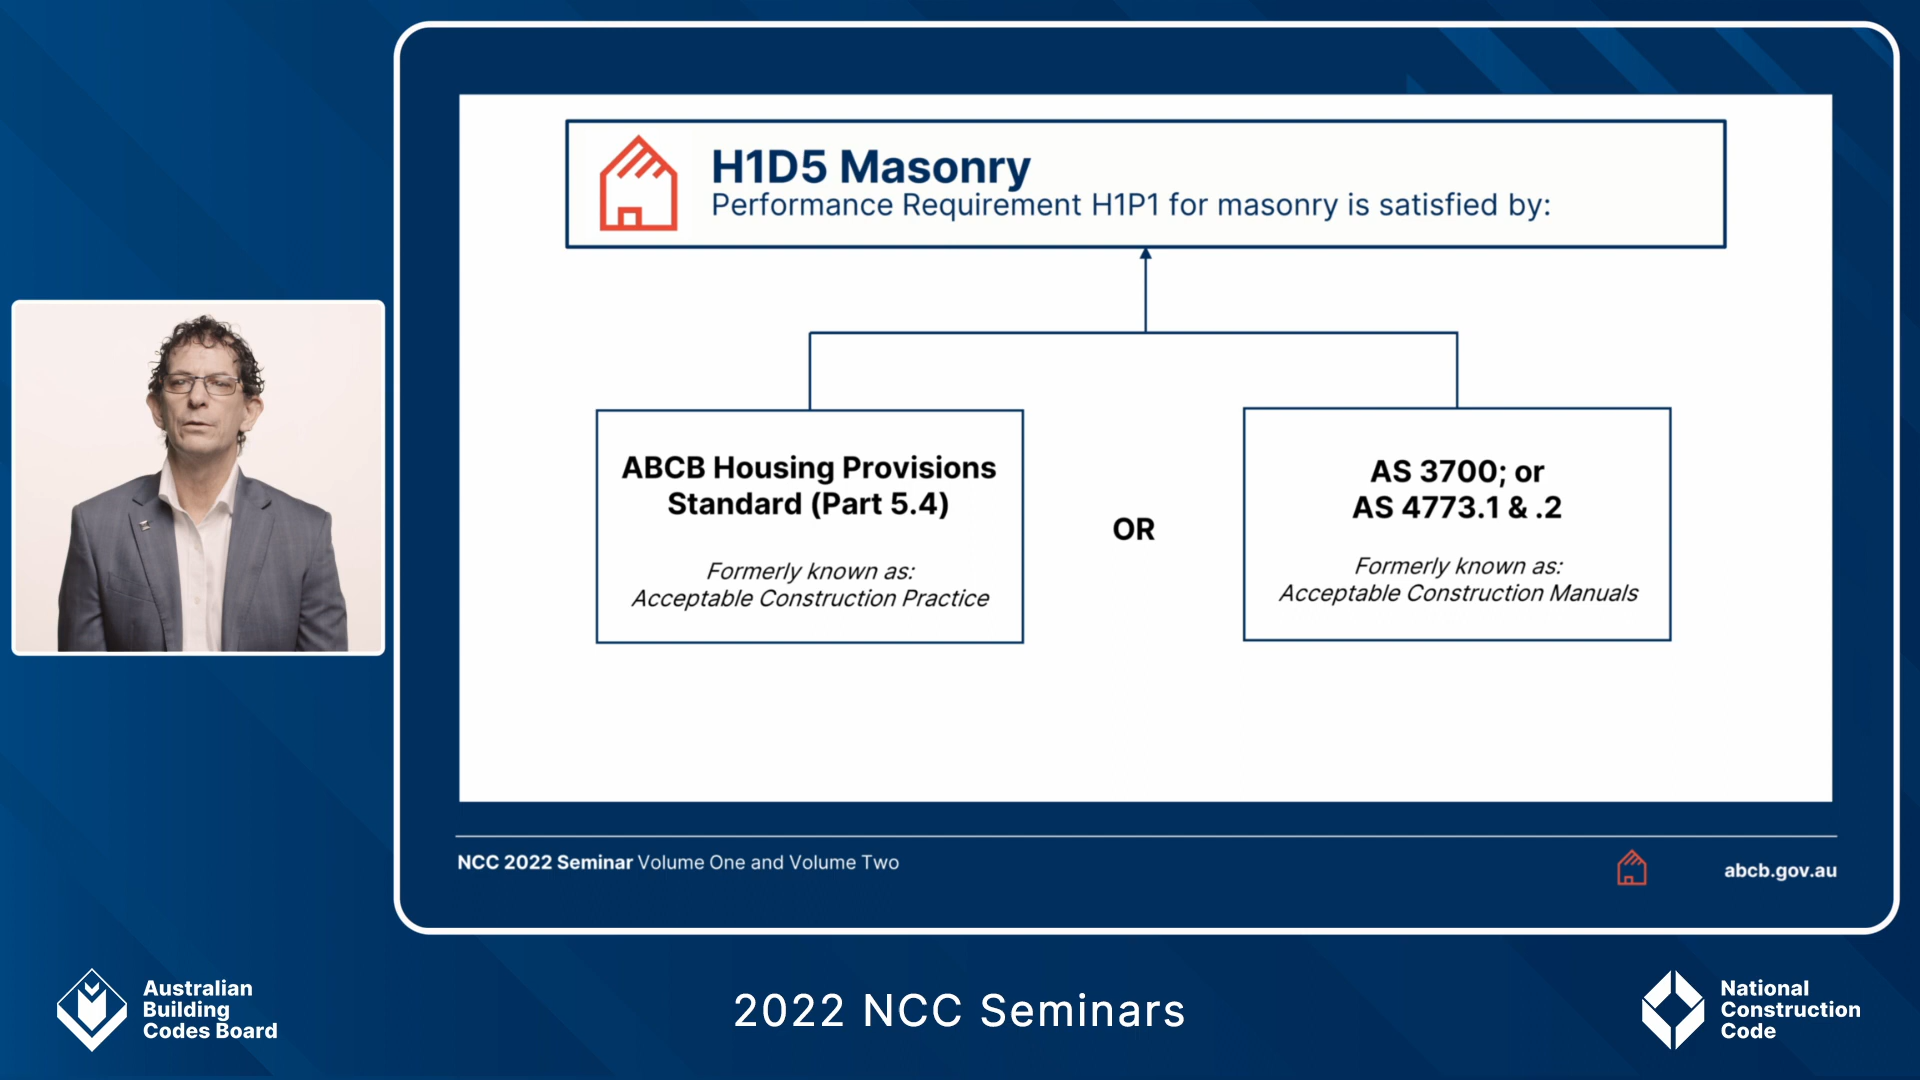 H1D5 Masonry
Performance Requirement H1P1 for masonry is satisfied by:
ABCB Housing Provisions
Standard (Part 5.4)
Formerly known as:
Acceptable Construction Practice
OR
AS 3700; or
AS 4773.1 & .2
Formerly known as:
Acceptable Construction Manuals
NCC 2022 Seminar Volume One and Volume Two
abcb.gov.au
Australian
Building
Codes Board
2022 NCC Seminars
National
Construction
Code